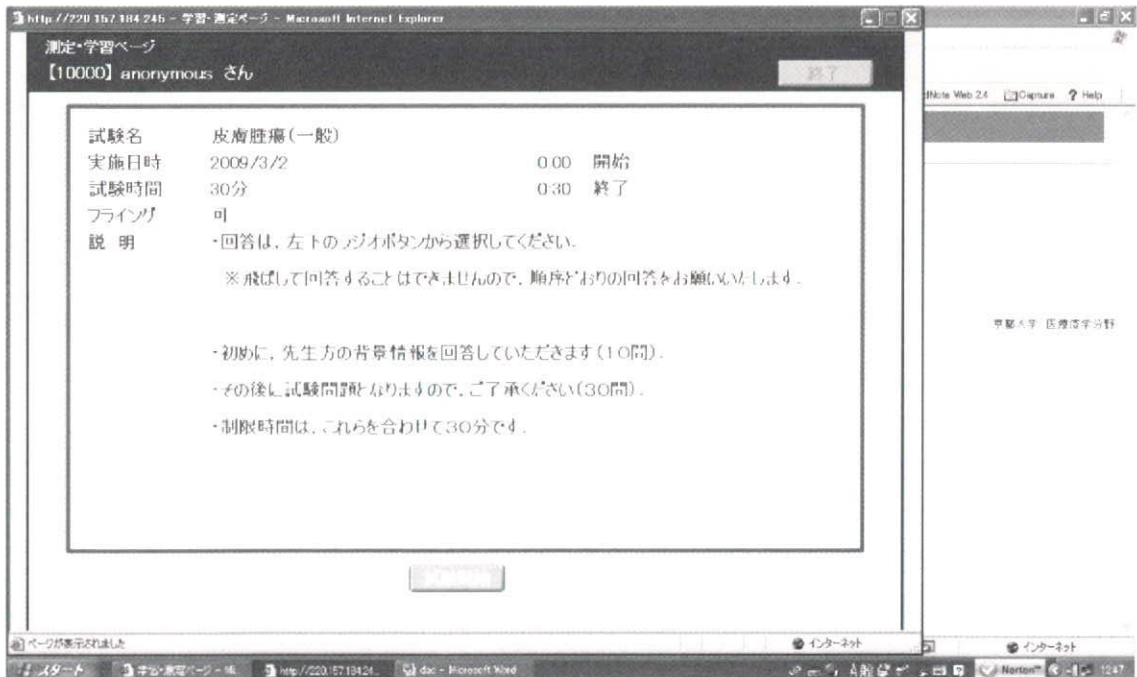 http://220.157.184.245 - 学習・測定ページ - Microsoft Internet Explorer
測定・学習ページ
【10000】anonymous さん
終了
Capture ? Help
試験名 皮膚腫瘍(一般)
実施日時 2009/3/2 0:00 開始
試験時間 30分 0:30 終了
フライング 可
説 明 ・回答は、左下のラジオボタンから選択してください。
※飛ばして回答することはできませんので、順序どおりの回答をお願いいたします。
・初めに、先生方の背景情報を回答していただきます(10問)。
・その後に試験問題となりますので、ご了承ください(30問)。
・制限時間は、これらを合わせて30分です。
ページが表示されました
インターネット
インターネット
スタート
doc - Microsoft Word
Norton
12:47